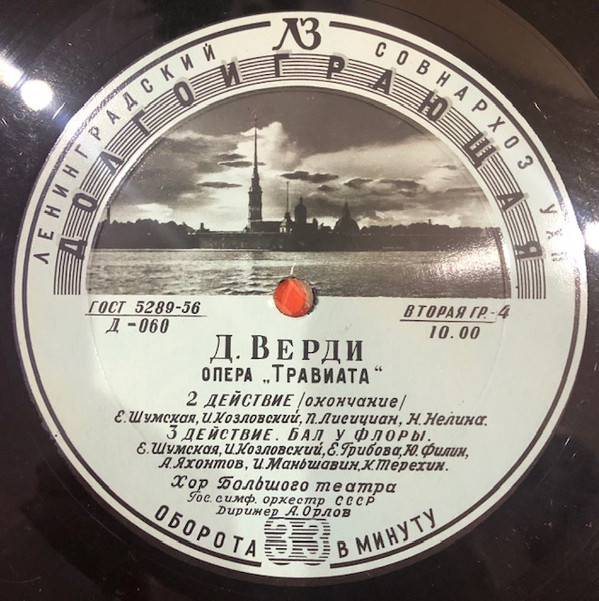 ЛЗ
ЛЕНИНГРАДСКИЙ СОВНАРХОЗ УПП
ДОЛГОИГРАЮЩАЯ
ГОСТ 5289-56
Д-060
ВТОРАЯ ГР.-4
10.00
Д. ВЕРДИ
ОПЕРА „ТРАВИАТА“
2 ДЕЙСТВИЕ /окончание/
Е. Шумская, И. Козловский, П. Лисициан, Н. Нелина.
3 ДЕЙСТВИЕ. БАЛ У ФЛОРЫ.
Е. Шумская, И. Козловский, Е. Грибова, Ю. Филин,
А. Яхонтов, И. Маньшавин, К. Терехин.
Хор Большого театра
Гос. симф. оркестр СССР
Дирижер А. Орлов
ОБОРОТА 33 В МИНУТУ